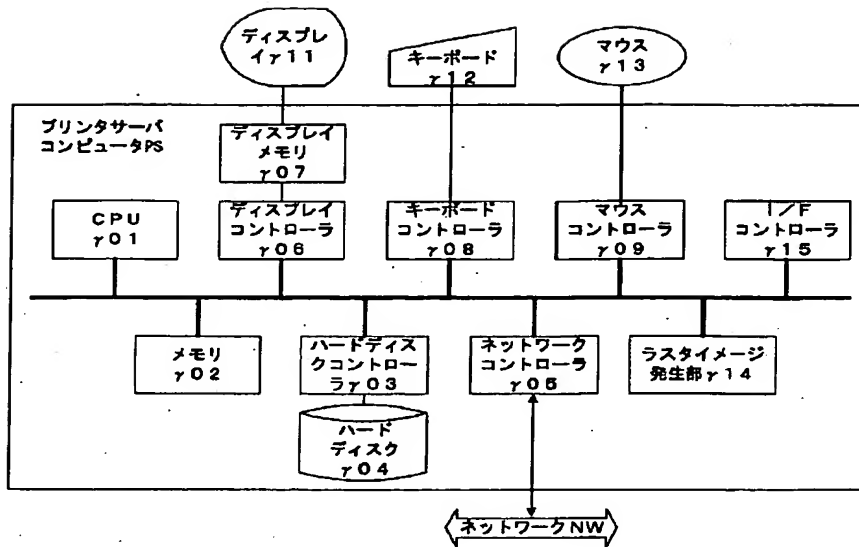 ディスプレ
イγ11
キーボード
γ12
マウス
γ13
プリンタサーバ
コンピュータPS
ディスプレイ
メモリ
γ07
CPU
γ01
ディスプレイ
コントローラ
γ06
キーボード
コントローラ
γ08
マウス
コントローラ
γ09
I/F
コントローラ
γ15
メモリ
γ02
ハードディス
クコントロー
ラγ03
ネットワーク
コントローラ
γ05
ラスタイメージ
発生部γ14
ハード
ディスク
γ04
ネットワークNW